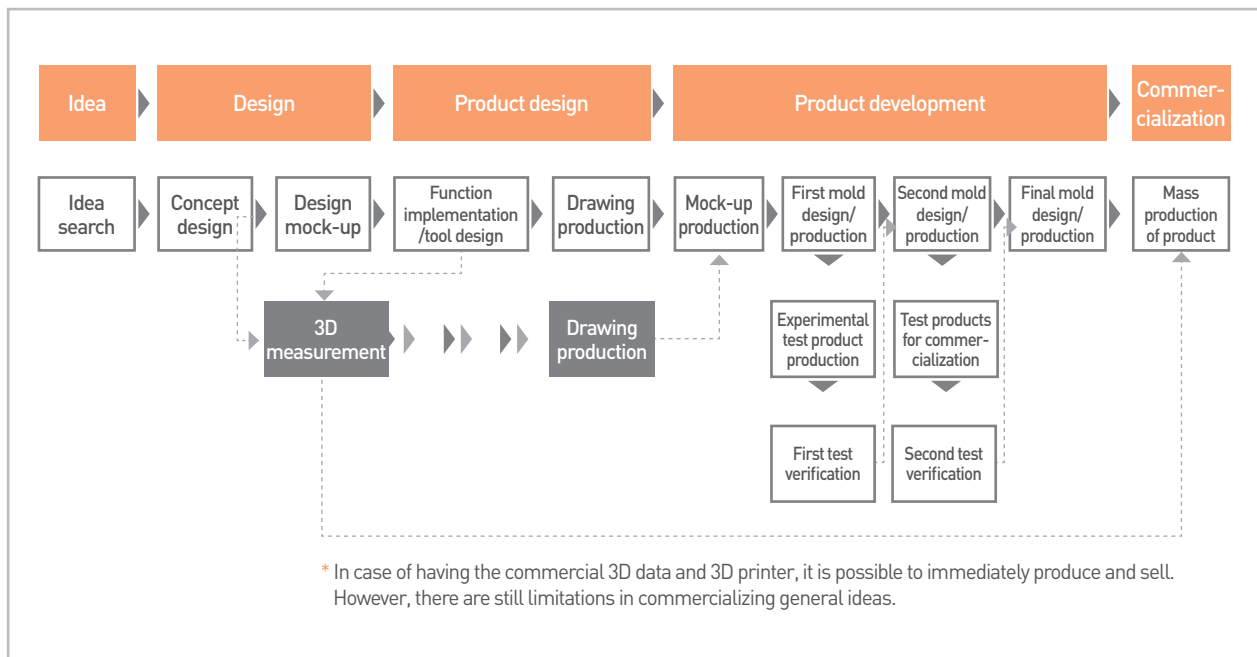 Idea
Design
Product design
Product development
Commer-
cialization
Idea
search
Concept
design
Design
mock-up
Function
implementation
/tool design
Drawing
production
Mock-up
production
First mold
design/
production
Second mold
design/
production
Final mold
design/
production
Mass
production
of product
3D
measurement
Drawing
production
Experimental
test product
production
Test products
for commer-
cialization
First test
verification
Second test
verification
* In case of having the commercial 3D data and 3D printer, it is possible to immediately produce and sell.
However, there are still limitations in commercializing general ideas.